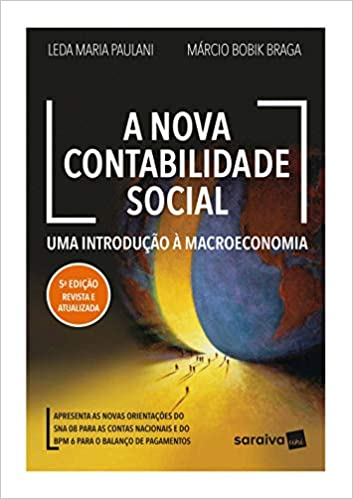 LEDA MARIA PAULANI MÁRCIO BOBIK BRAGA
A NOVA
CONTABILIDADE
SOCIAL
UMA INTRODUÇÃO À MACROECONOMIA
5ª EDIÇÃO
REVISTA E
ATUALIZADA
APRESENTA AS NOVAS ORIENTAÇÕES DO
SNA 08 PARA AS CONTAS NACIONAIS E DO
BPM 6 PARA O BALANÇO DE PAGAMENTOS
saraiva uni